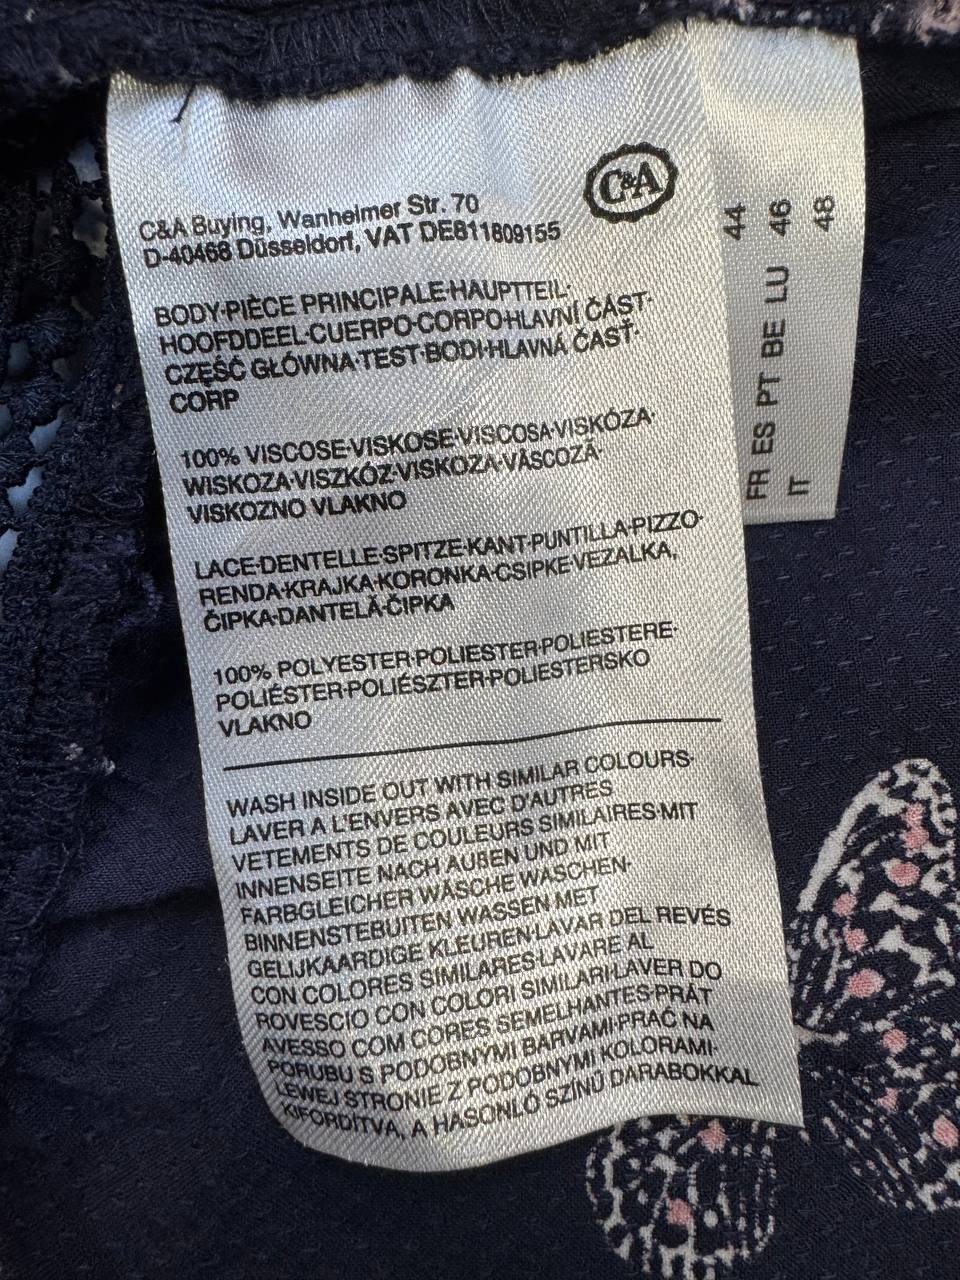 C&A
C&A Buying, Wanheimer Str. 70
D-40468 Düsseldorf, VAT DE811809155
BODY·PIÈCE PRINCIPALE·HAUPTTEIL·
HOOFDDEEL·CUERPO·CORPO·HLAVNÍ ČÁST·
CZĘŚĆ GŁÓWNA·TEST·BODI·HLAVNÁ ČASŤ·
CORP
100% VISCOSE·VISKOSE·VISCOSA·VISKÓZA·
WISKOZA·VISZKÓZ·VISKOZA·VÂSCOZĂ·
VISKOZNO VLAKNO
LACE·DENTELLE·SPITZE·KANT·PUNTILLA·PIZZO·
RENDA·KRAJKA·KORONKA·CSIPKE·VEZALKA,
ČIPKA·DANTELĂ·ČIPKA
100% POLYESTER·POLIESTER·POLIESTERE·
POLIÉSTER·POLIÉSZTER·POLIESTERSKO
VLAKNO
WASH INSIDE OUT WITH SIMILAR COLOURS·
LAVER A L'ENVERS AVEC D'AUTRES
VETEMENTS DE COULEURS SIMILAIRES·MIT
INNENSEITE NACH AUßEN UND MIT
FARBGLEICHER WÄSCHE WASCHEN·
BINNENSTEBUITEN WASSEN MET
GELIJKAARDIGE KLEUREN·LAVAR DEL REVÉS
CON COLORES SIMILARES·LAVARE AL
ROVESCIO CON COLORI SIMILARI·LAVER DO
AVESSO COM CORES SEMELHANTES·PRÁT
PORUBU S PODOBNÝMI BARVAMI·PRAĆ NA
LEWEJ STRONIE Z PODOBNYMI KOLORAMI·
KIFORDÍTVA, A HASONLÓ SZÍNŰ DARABOKKAL
44
FR ES PT BE LU 46
IT 48